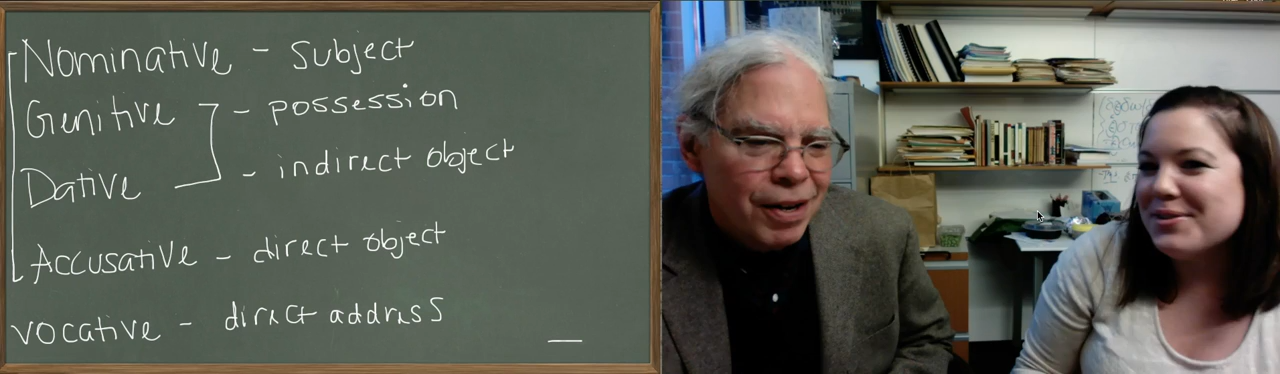 Nominative - subject
Genitive - possession
Dative - indirect object
Accusative - direct object
vocative - direct address